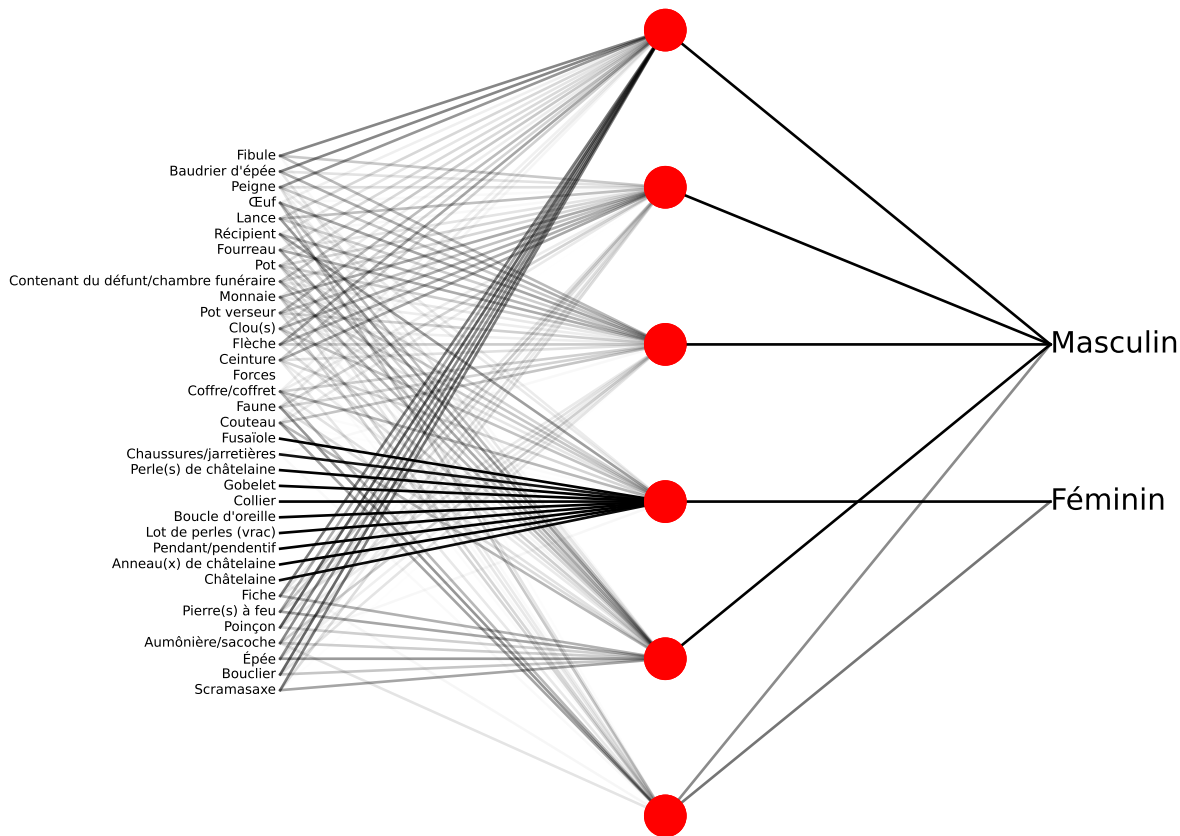 Fibule
Baudrier d'épée
Peigne
Œuf
Lance
Récipient
Fourreau
Pot
Contenant du défunt/chambre funéraire
Monnaie
Pot verseur
Clou(s)
Flèche
Ceinture
Forces
Coffre/coffret
Faune
Couteau
Fusaïole
Chaussures/jarretières
Perle(s) de châtelaine
Gobelet
Collier
Boucle d'oreille
Lot de perles (vrac)
Pendant/pendentif
Anneau(x) de châtelaine
Châtelaine
Fiche
Pierre(s) à feu
Poinçon
Aumônière/sacoche
Épée
Bouclier
Scramasaxe
Masculin
Féminin